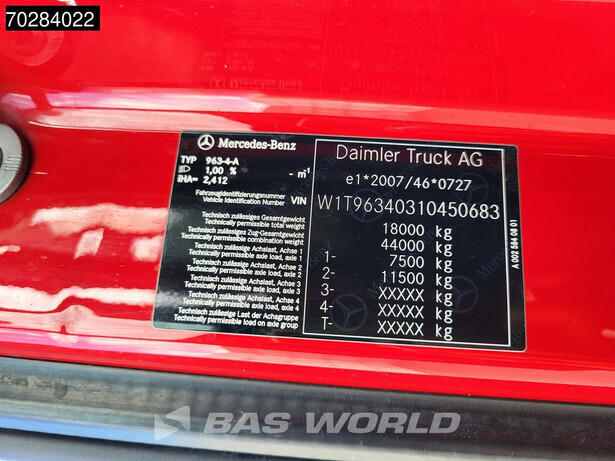 70284022
Mercedes-Benz
TYP 963-4-A
1,00 % - m-1
iHA= 2,412
Fahrzeugidentifizierungsnummer
Vehicle Identification Number VIN
Technisch zulässiges Gesamtgewicht
Technically permissible weight
Technisch zulässiges Zug-Gesamtgewicht
Technically permissible combination weight
Technisch zulässige Achslast, Achse 1
Technically permissible axle load, axle 1
Technisch zulässige Achslast, Achse 2
Technically permissible axle load, axle 2
Technisch zulässige Achslast, Achse 3
Technically permissible axle load, axle 3
Technisch zulässige Achslast, Achse 4
Technically permissible axle load, axle 4
Technisch zulässige Last der Achsgruppe
Technically permissible load on axle group
Daimler Truck AG
e1*2007/46*0727
W1T96340310450683
18000 kg
44000 kg
1- 7500 kg
2- 11500 kg
3- XXXXX kg
4- XXXXX kg
T- XXXXX kg
A 002 584 08 01
BAS WORLD